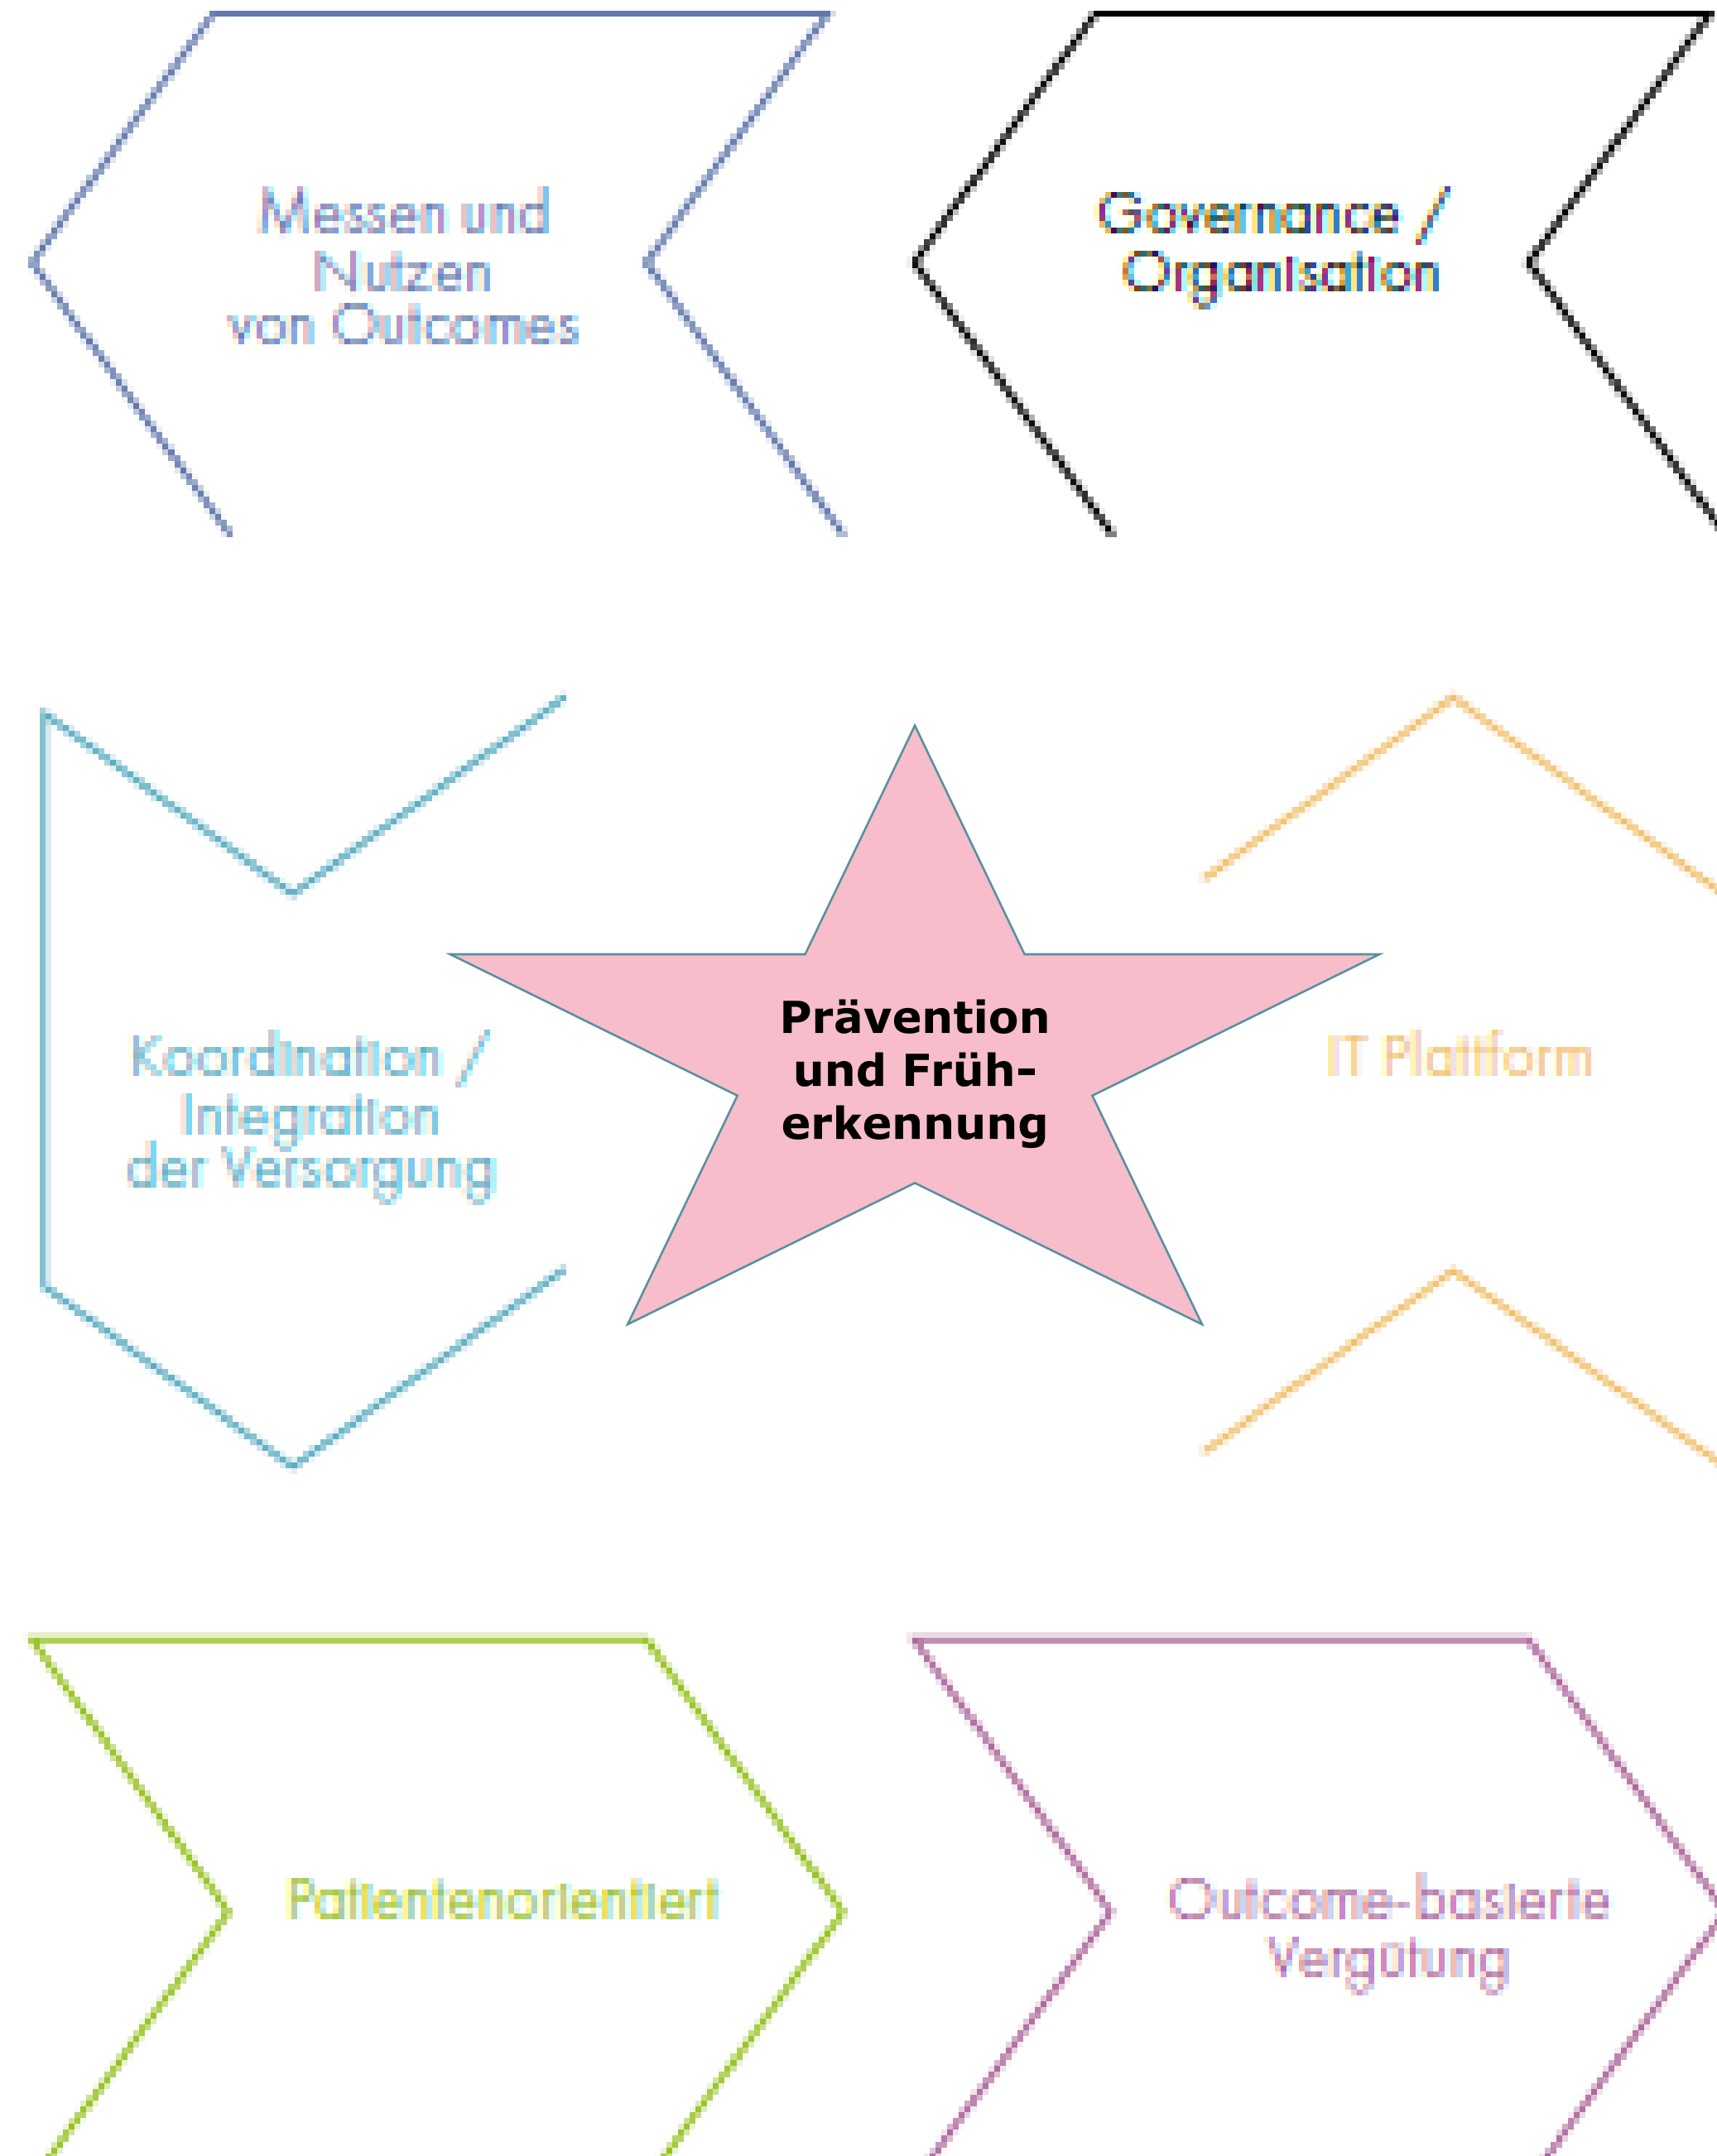 Messen und
Nutzen
von Outcomes
Governance /
Organisation
Koordination /
Integration
der Versorgung
Prävention
und Früh-
erkennung
IT Plattform
Patientenorientiert
Outcome-basierte
Vergütung